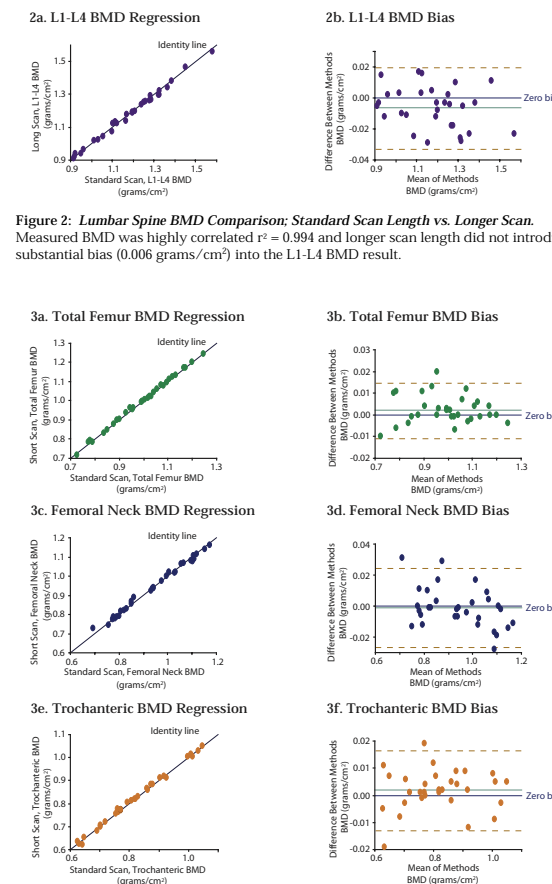 2a. L1-L4 BMD Regression
Identity line
Long Scan, L1-L4 BMD
(grams/cm²)
1.5
1.3
1.1
0.9
0.9 1.1 1.3 1.5
Standard Scan, L1-L4 BMD
(grams/cm²)
2b. L1-L4 BMD Bias
Difference Between Methods
BMD (grams/cm²)
0.02
0.00
-0.02
-0.04
Zero bi
0.9 1.1 1.3 1.5
Mean of Methods
BMD (grams/cm²)
Figure 2: Lumbar Spine BMD Comparison; Standard Scan Length vs. Longer Scan.
Measured BMD was highly correlated r² = 0.994 and longer scan length did not introd
substantial bias (0.006 grams/cm²) into the L1-L4 BMD result.
3a. Total Femur BMD Regression
Identity line
Short Scan, Total Femur BMD
(grams/cm²)
1.3
1.2
1.1
1.0
0.9
0.8
0.7
0.7 0.9 1.1 1.3
Standard Scan, Total Femur BMD
(grams/cm²)
3b. Total Femur BMD Bias
Difference Between Methods
BMD (grams/cm²)
0.03
0.02
0.01
0.00
-0.01
-0.02
Zero b
0.7 0.9 1.1 1.3
Mean of Methods
BMD (grams/cm²)
3c. Femoral Neck BMD Regression
Identity line
Short Scan, Femoral Neck BMD
(grams/cm²)
1.2
1.1
1.0
0.9
0.8
0.7
0.6
0.6 0.8 1 1.2
Standard Scan, Femoral Neck BMD
(grams/cm²)
3d. Femoral Neck BMD Bias
Difference Between Methods
BMD (grams/cm²)
0.04
0.02
0.00
-0.02
Zero b
0.6 0.8 1.0 1.2
Mean of Methods
BMD (grams/cm²)
3e. Trochanteric BMD Regression
Identity line
Short Scan, Trochanteric BMD
(grams/cm²)
1.1
1.0
0.9
0.8
0.7
0.6
0.6 0.8 1.0
Standard Scan, Trochanteric BMD
(grams/cm²)
3f. Trochanteric BMD Bias
Difference Between Methods
BMD (grams/cm²)
0.02
0.01
0.00
-0.01
-0.02
Zero b
0.6 0.8 1.0
Mean of Methods
BMD (grams/cm²)